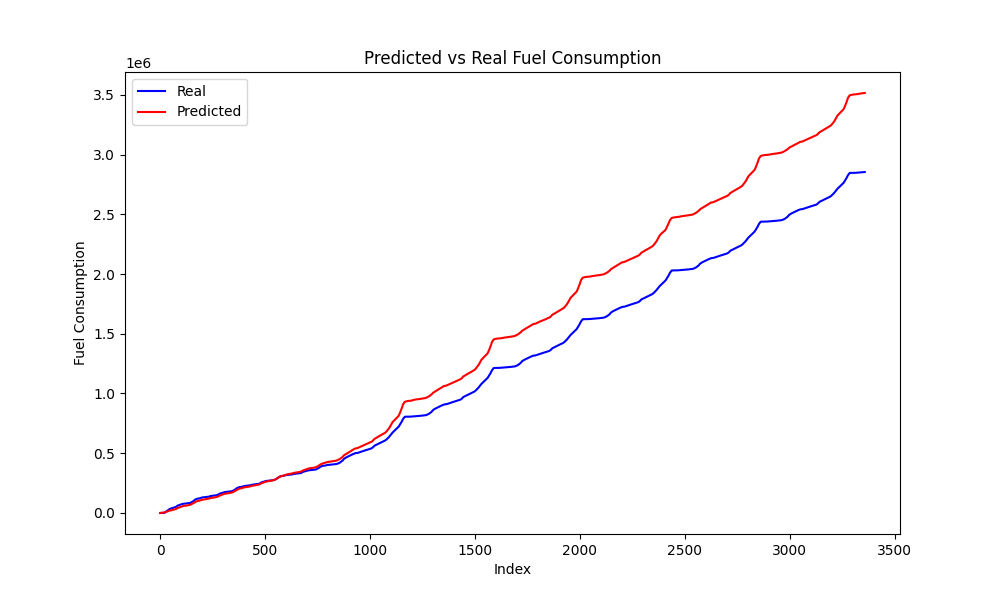 Predicted vs Real Fuel Consumption
1e6
Real
Predicted
3.5
3.0
2.5
2.0
1.5
1.0
0.5
0.0
Fuel Consumption
0 500 1000 1500 2000 2500 3000 3500
Index